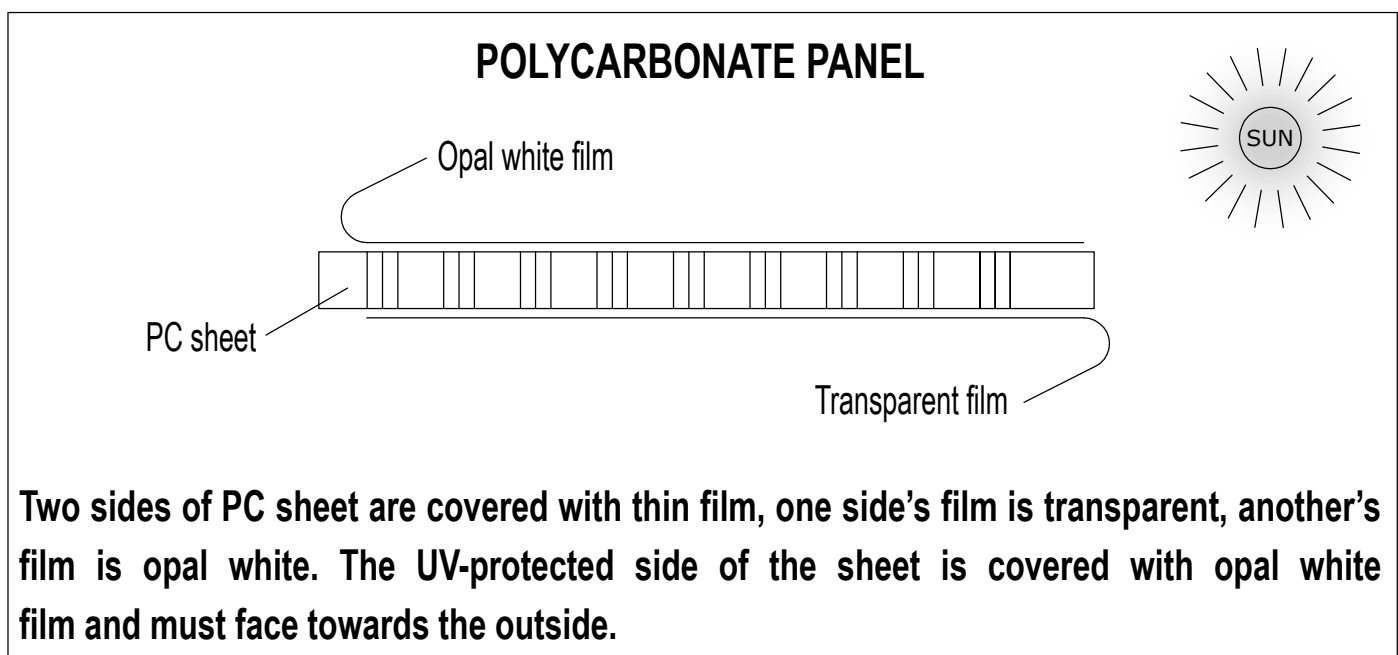 POLYCARBONATE PANEL
SUN
Opal white film
PC sheet
Transparent film
Two sides of PC sheet are covered with thin film, one side’s film is transparent, another’s
film is opal white. The UV-protected side of the sheet is covered with opal white
film and must face towards the outside.